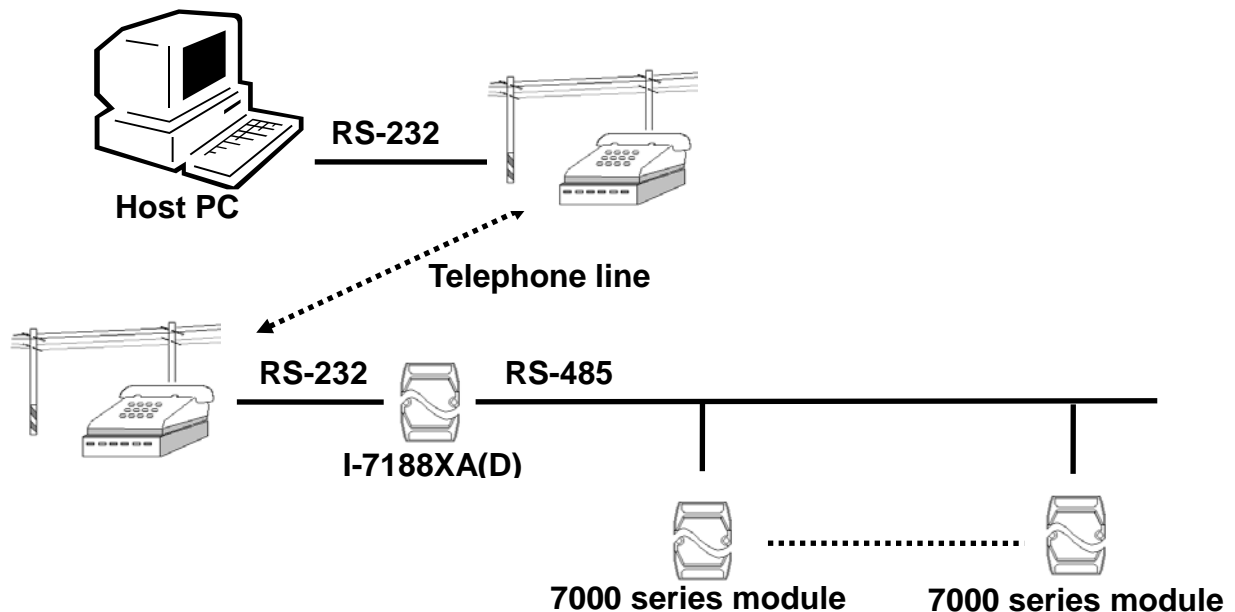 RS-232
Host PC
Telephone line
RS-232
RS-485
I-7188XA(D)
7000 series module
7000 series module